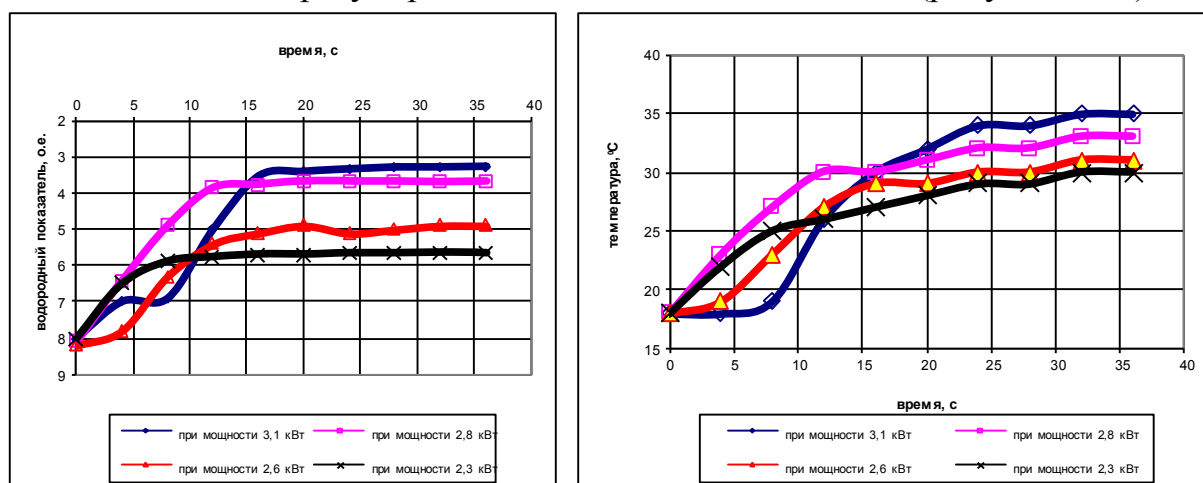 время, с
0 5 10 15 20 25 30 35 40
2
3
4
5
6
7
8
9
водородный показатель, о.е.
при мощности 3,1 кВт
при мощности 2,8 кВт
при мощности 2,6 кВт
при мощности 2,3 кВт
40
35
30
25
20
15
температура, ºС
0 5 10 15 20 25 30 35 40
время, с
при мощности 3,1 кВт
при мощности 2,8 кВт
при мощности 2,6 кВт
при мощности 2,3 кВт